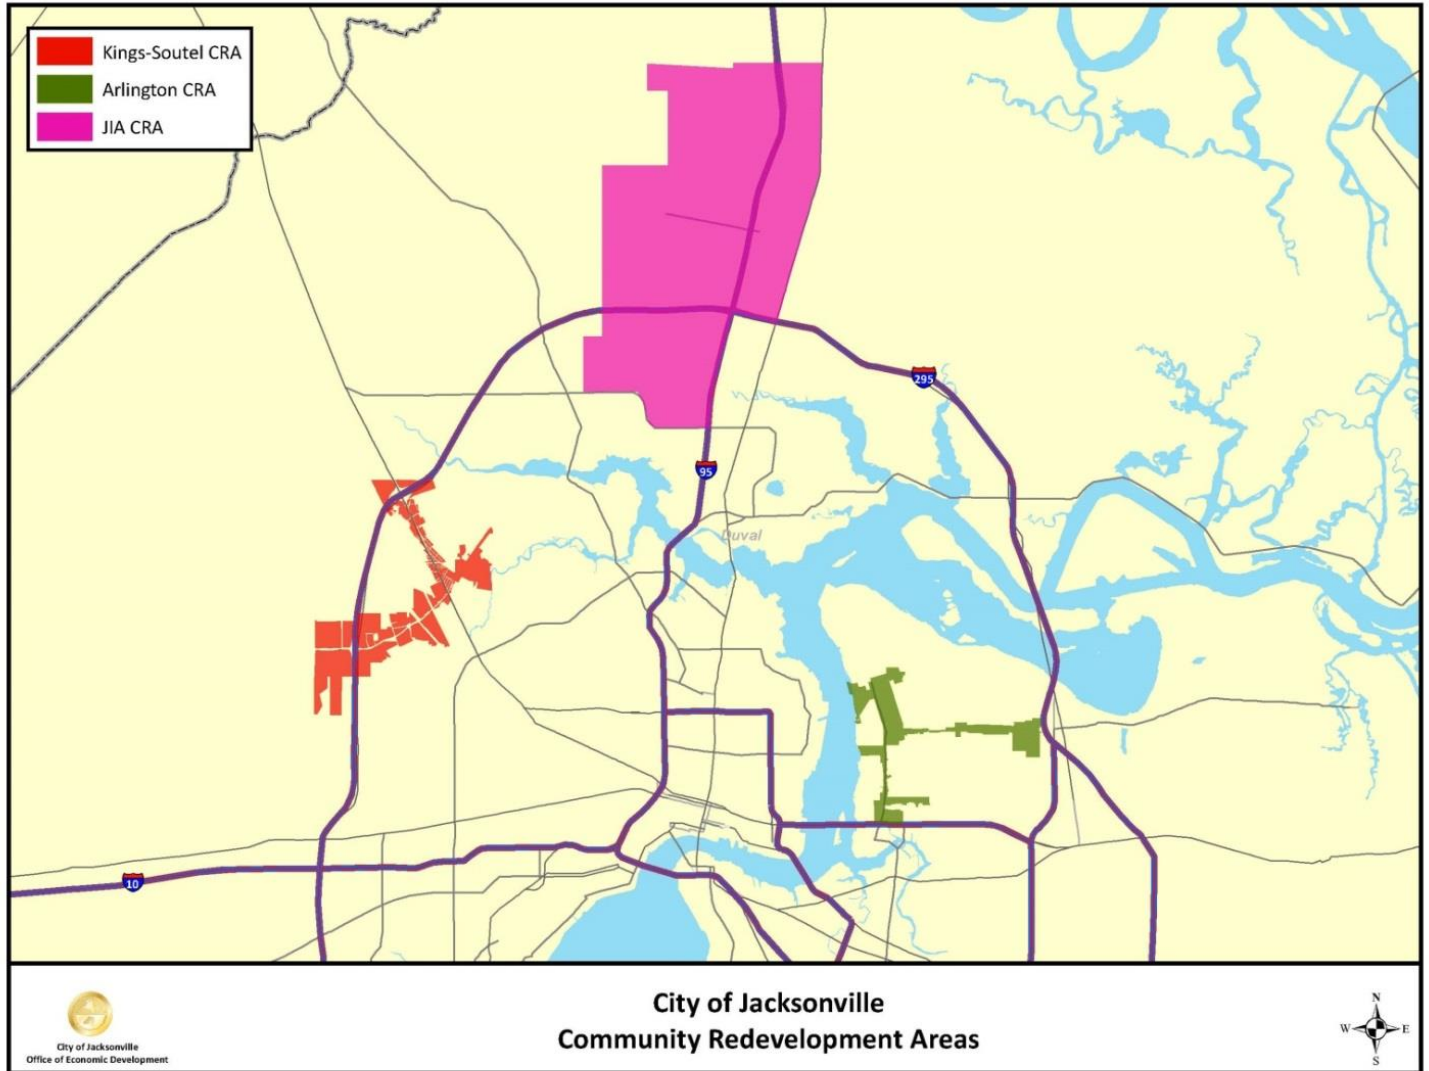 Kings-Soutel CRA
Arlington CRA
JIA CRA
295
95
Duval
10
City of Jacksonville
Community Redevelopment Areas
City of Jacksonville
Office of Economic Development
N
W E
S